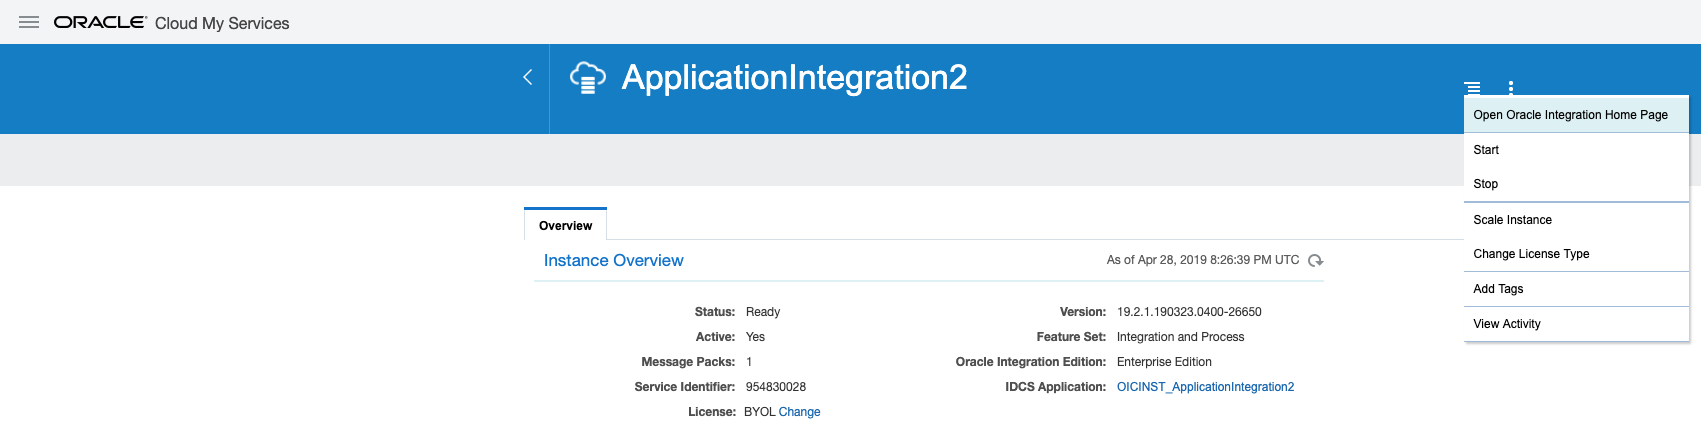 ORACLE Cloud My Services
ApplicationIntegration2
Open Oracle Integration Home Page
Start
Stop
Scale Instance
Change License Type
Add Tags
View Activity
Overview
Instance Overview
As of Apr 28, 2019 8:26:39 PM UTC
Status: Ready
Active: Yes
Message Packs: 1
Service Identifier: 954830028
License: BYOL Change
Version: 19.2.1.190323.0400-26650
Feature Set: Integration and Process
Oracle Integration Edition: Enterprise Edition
IDCS Application: OICINST_ApplicationIntegration2